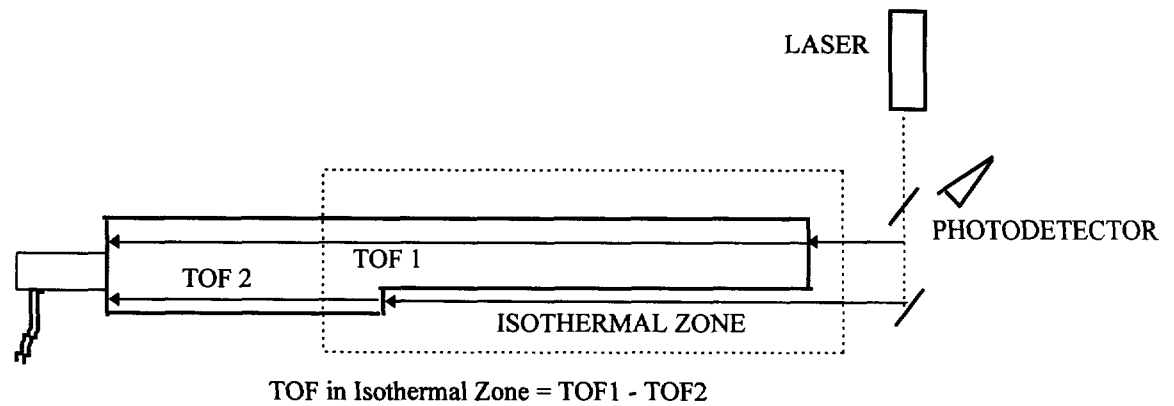 LASER
PHOTODETECTOR
TOF 1
TOF 2
ISOTHERMAL ZONE
TOF in Isothermal Zone = TOF1 - TOF2